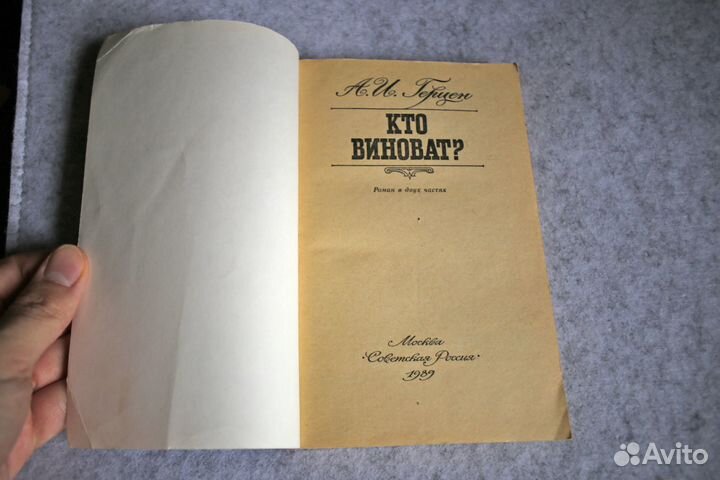 А.И. Герцен
КТО
ВИНОВАТ?
Роман в двух частях
Москва
"Советская Россия"
1989
Avito